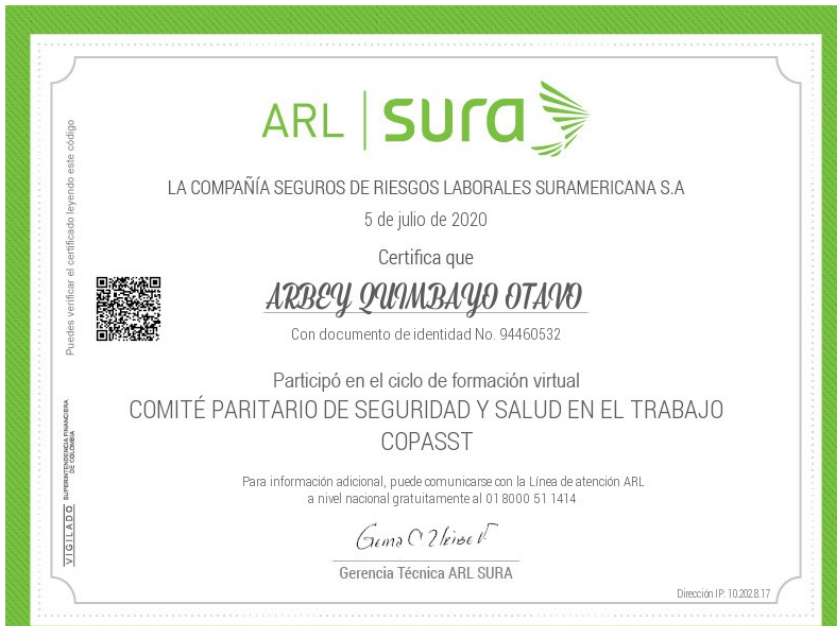 ARL | sura
LA COMPAÑÍA SEGUROS DE RIESGOS LABORALES SURAMERICANA S.A
5 de julio de 2020
Certifica que
ARBEY QUIMBAYO OTAVO
Con documento de identidad No. 94460532
Participó en el ciclo de formación virtual
COMITÉ PARITARIO DE SEGURIDAD Y SALUD EN EL TRABAJO
COPASST
Para información adicional, puede comunicarse con la Línea de atención ARL
a nivel nacional gratuitamente al 01 8000 51 1414
Gerencia Técnica ARL SURA
Dirección IP: 10.202.8.17
Puedes verificar el certificado leyendo este código
VIGILADO SUPERINTENDENCIA FINANCIERA
DE COLOMBIA